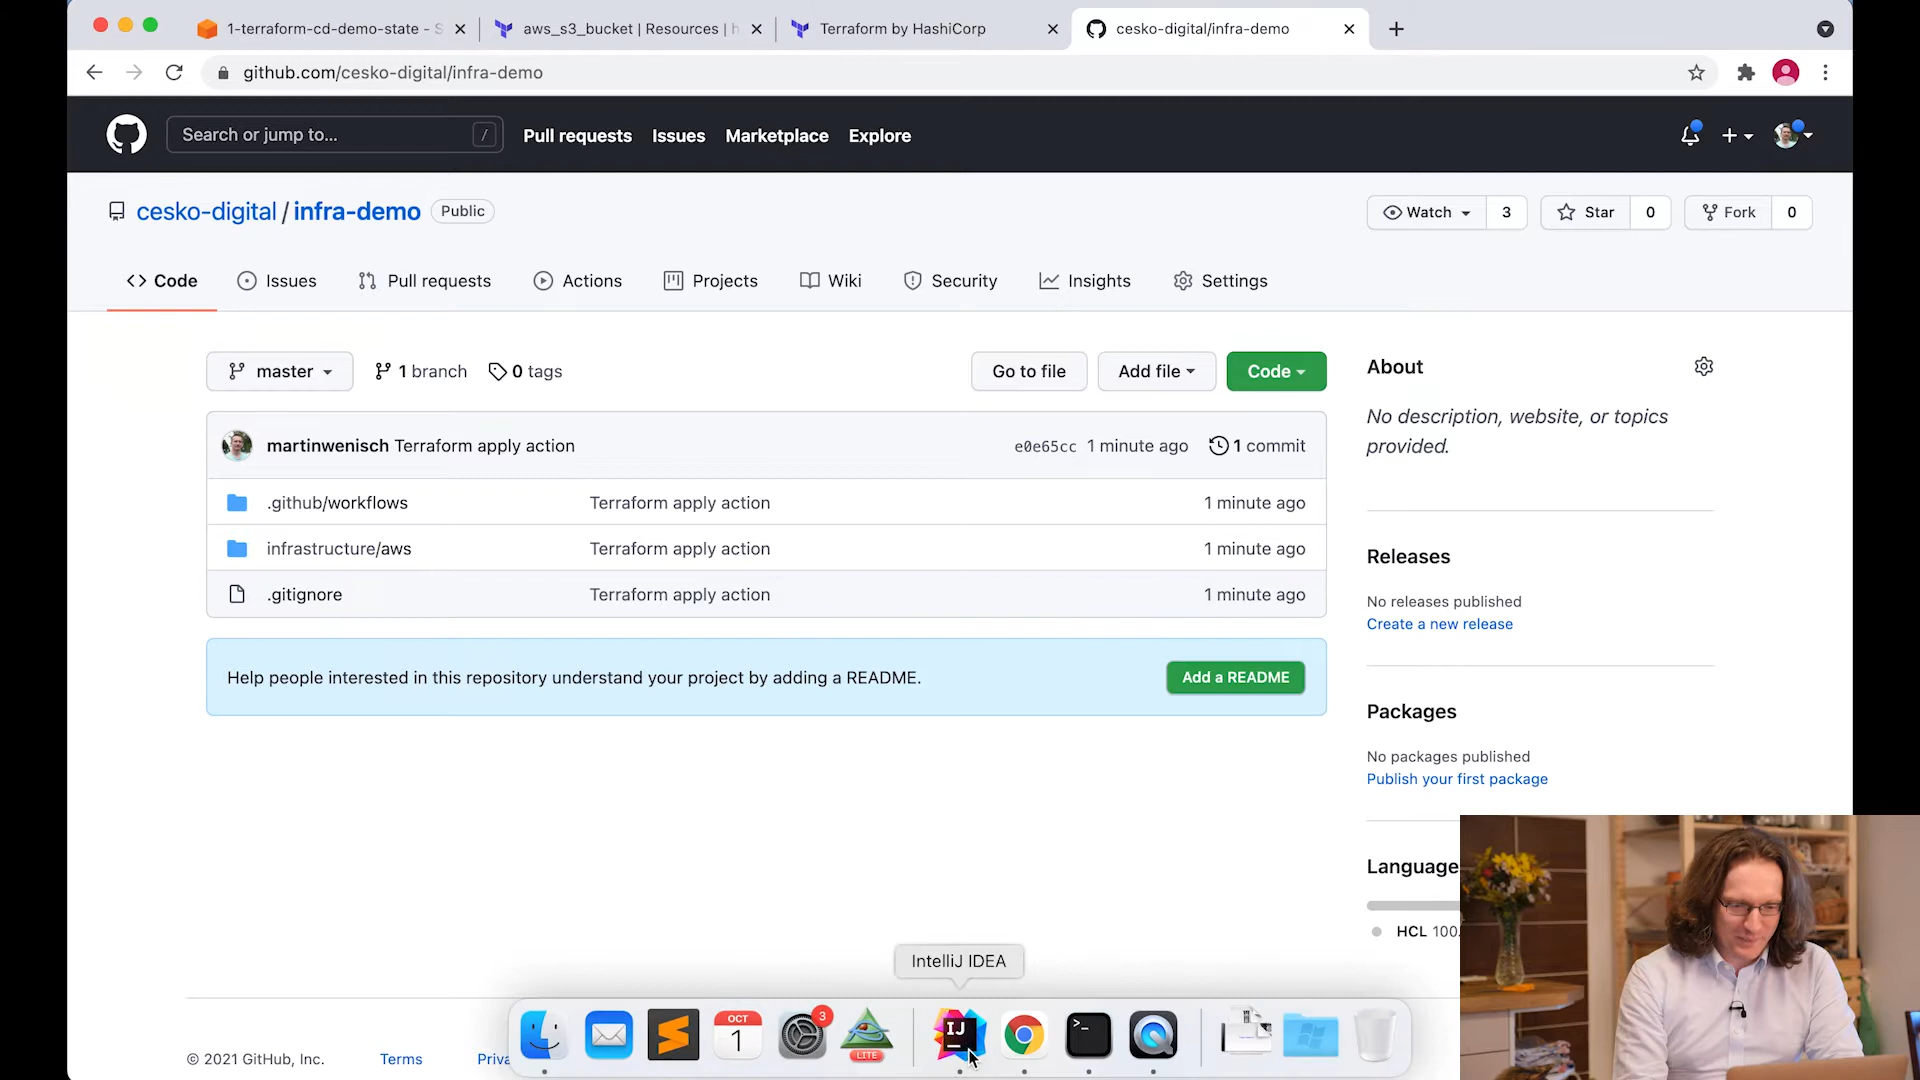 1-terraform-cd-demo-state - S
aws_s3_bucket | Resources | h
Terraform by HashiCorp
cesko-digital/infra-demo
github.com/cesko-digital/infra-demo
Search or jump to... /
Pull requests Issues Marketplace Explore
cesko-digital / infra-demo Public
Watch 3 Star 0 Fork 0
Code Issues Pull requests Actions Projects Wiki Security Insights Settings
master 1 branch 0 tags Go to file Add file Code
martinwenisch Terraform apply action e0e65cc 1 minute ago 1 commit
.github/workflows Terraform apply action 1 minute ago
infrastructure/aws Terraform apply action 1 minute ago
.gitignore Terraform apply action 1 minute ago
Help people interested in this repository understand your project by adding a README. Add a README
About
No description, website, or topics
provided.
Releases
No releases published
Create a new release
Packages
No packages published
Publish your first package
Language
HCL 100.
IntelliJ IDEA
OCT
1
3
LITE
IJ
>_
© 2021 GitHub, Inc. Terms Priva